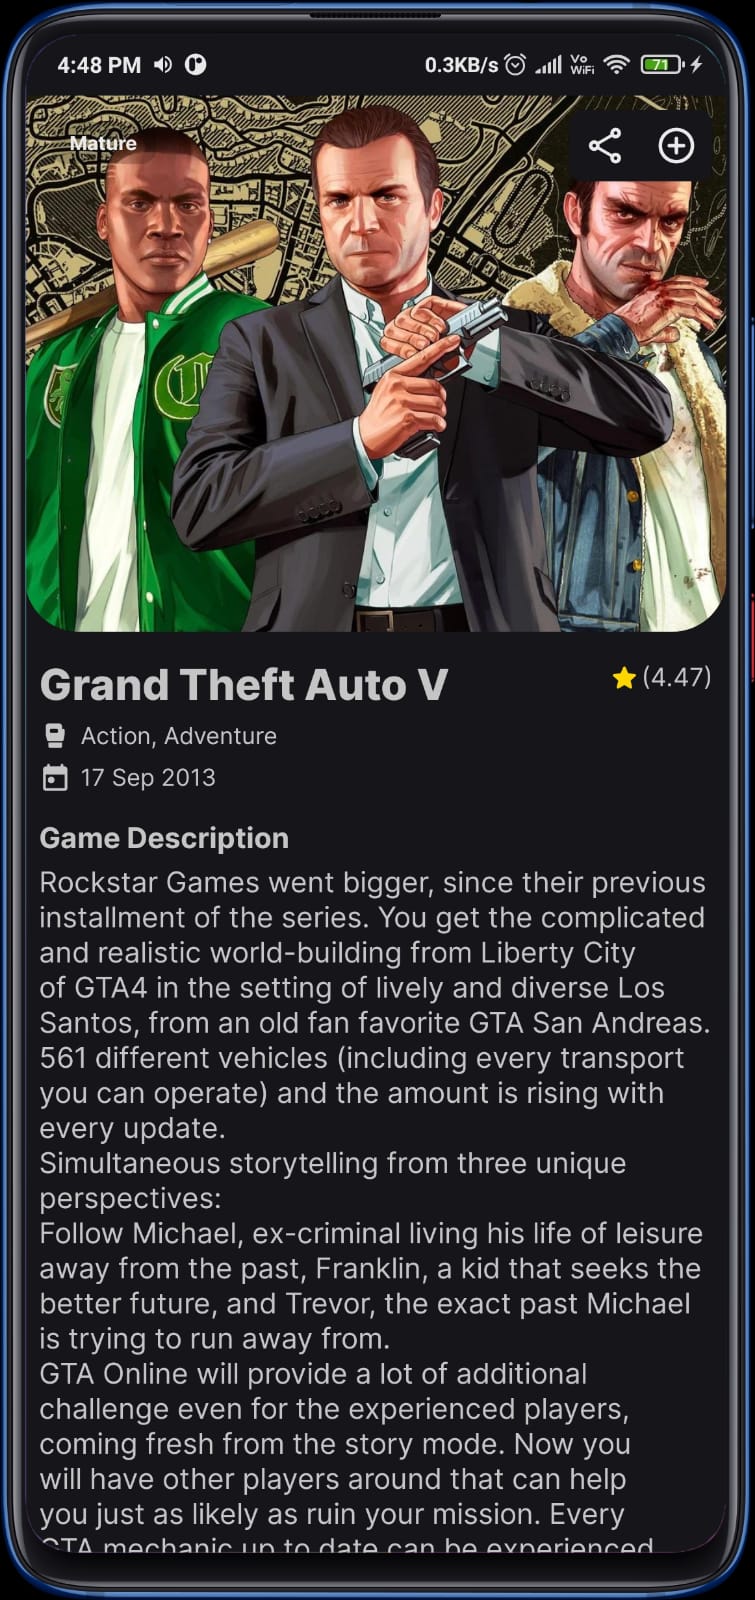 4:48 PM
0.3KB/s
Vo
WiFi
71
Mature
Grand Theft Auto V
(4.47)
Action, Adventure
17 Sep 2013
Game Description
Rockstar Games went bigger, since their previous
installment of the series. You get the complicated
and realistic world-building from Liberty City
of GTA4 in the setting of lively and diverse Los
Santos, from an old fan favorite GTA San Andreas.
561 different vehicles (including every transport
you can operate) and the amount is rising with
every update.
Simultaneous storytelling from three unique
perspectives:
Follow Michael, ex-criminal living his life of leisure
away from the past, Franklin, a kid that seeks the
better future, and Trevor, the exact past Michael
is trying to run away from.
GTA Online will provide a lot of additional
challenge even for the experienced players,
coming fresh from the story mode. Now you
will have other players around that can help
you just as likely as ruin your mission. Every
GTA mechanic up to date can be experienced